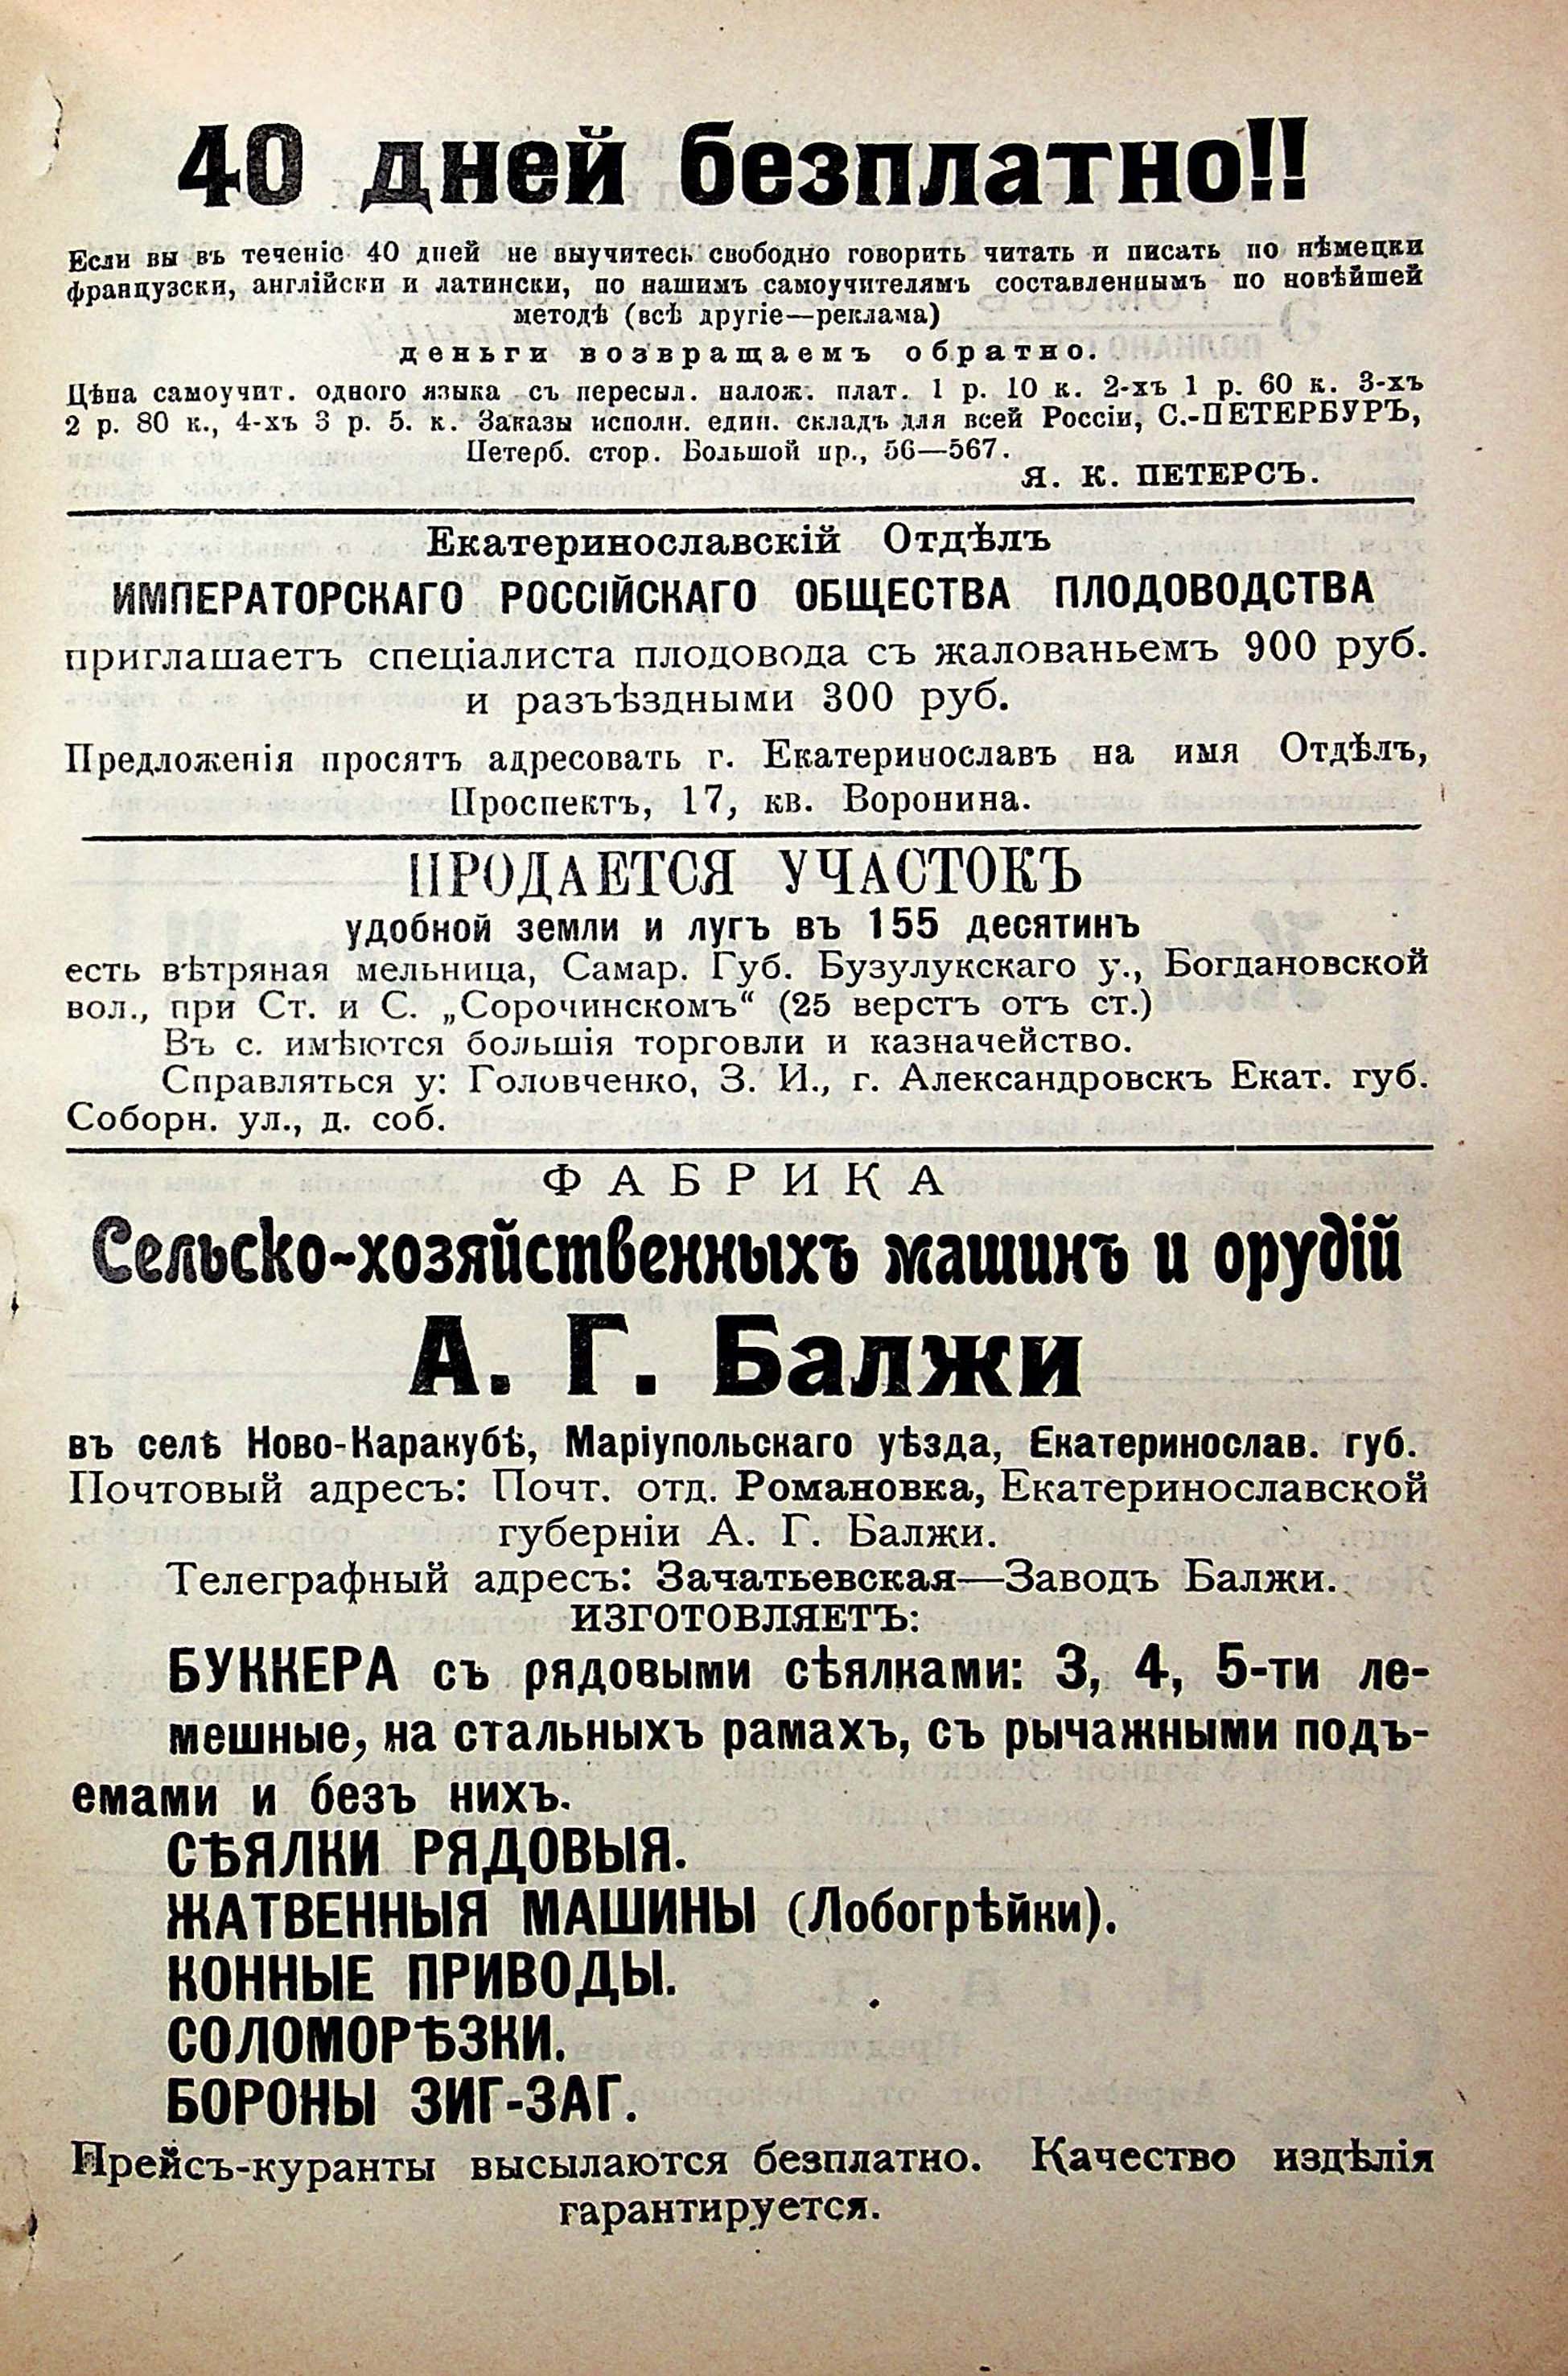 40 дней безплатно!!
Если вы въ теченіе 40 дней не выучитесь свободно говорить читать и писать по нѣмецки
французски, англійски и латински, по нашимъ самоучителямъ составленнымъ по новѣйшей
методѣ (всѣ другіе—реклама)
деньги возвращаемъ обратно.
Цѣна самоучит. одного языка съ пересыл. налож. плат. 1 р. 10 к. 2-хъ 1 р. 60 к. 3-хъ
2 р. 80 к., 4-хъ 3 р. 5. к. Заказы исполн. един. складъ для всей Россіи, С.-ПЕТЕРБУРЪ,
Петерб. стор. Большой пр., 56—567.
Я. К. ПЕТЕРСЪ.
Екатеринославскій Отдѣлъ
ИМПЕРАТОРСКАГО РОССІЙСКАГО ОБЩЕСТВА ПЛОДОВОДСТВА
приглашаетъ спеціалиста плодовода съ жалованьемъ 900 руб.
и разъѣздными 300 руб.
Предложенія просятъ адресовать г. Екатеринославъ на имя Отдѣлъ,
Проспектъ, 17, кв. Воронина.
ПРОДАЕТСЯ УЧАСТОКЪ
удобной земли и лугъ въ 155 десятинъ
есть вѣтряная мельница, Самар. Губ. Бузулукскаго у., Богдановской
вол., при Ст. и С. „Сорочинскомъ“ (25 верстъ отъ ст.)
Въ с. имѣются большія торговли и казначейство.
Справляться у: Головченко, З. И., г. Александровскъ Екат. губ.
Соборн. ул., д. соб.
ФАБРИКА
Сельско-хозяйственныхъ машинъ и орудій
А. Г. Балжи
въ селѣ Ново-Каракубѣ, Маріупольскаго уѣзда, Екатеринослав. губ.
Почтовый адресъ: Почт. отд. Романовка, Екатеринославской
губерніи А. Г. Балжи.
Телеграфный адресъ: Зачатьевская—Заводъ Балжи.
ИЗГОТОВЛЯЕТЪ:
БУККЕРА съ рядовыми сѣялками: 3, 4, 5-ти ле-
мешные, на стальныхъ рамахъ, съ рычажными подъ-
емами и безъ нихъ.
СѢЯЛКИ РЯДОВЫЯ.
ЖАТВЕННЫЯ МАШИНЫ (Лобогрѣйки).
КОННЫЕ ПРИВОДЫ.
СОЛОМОРѢЗКИ.
БОРОНЫ ЗИГ-ЗАГ.
Прейсъ-куранты высылаются безплатно. Качество издѣлія
гарантируется.